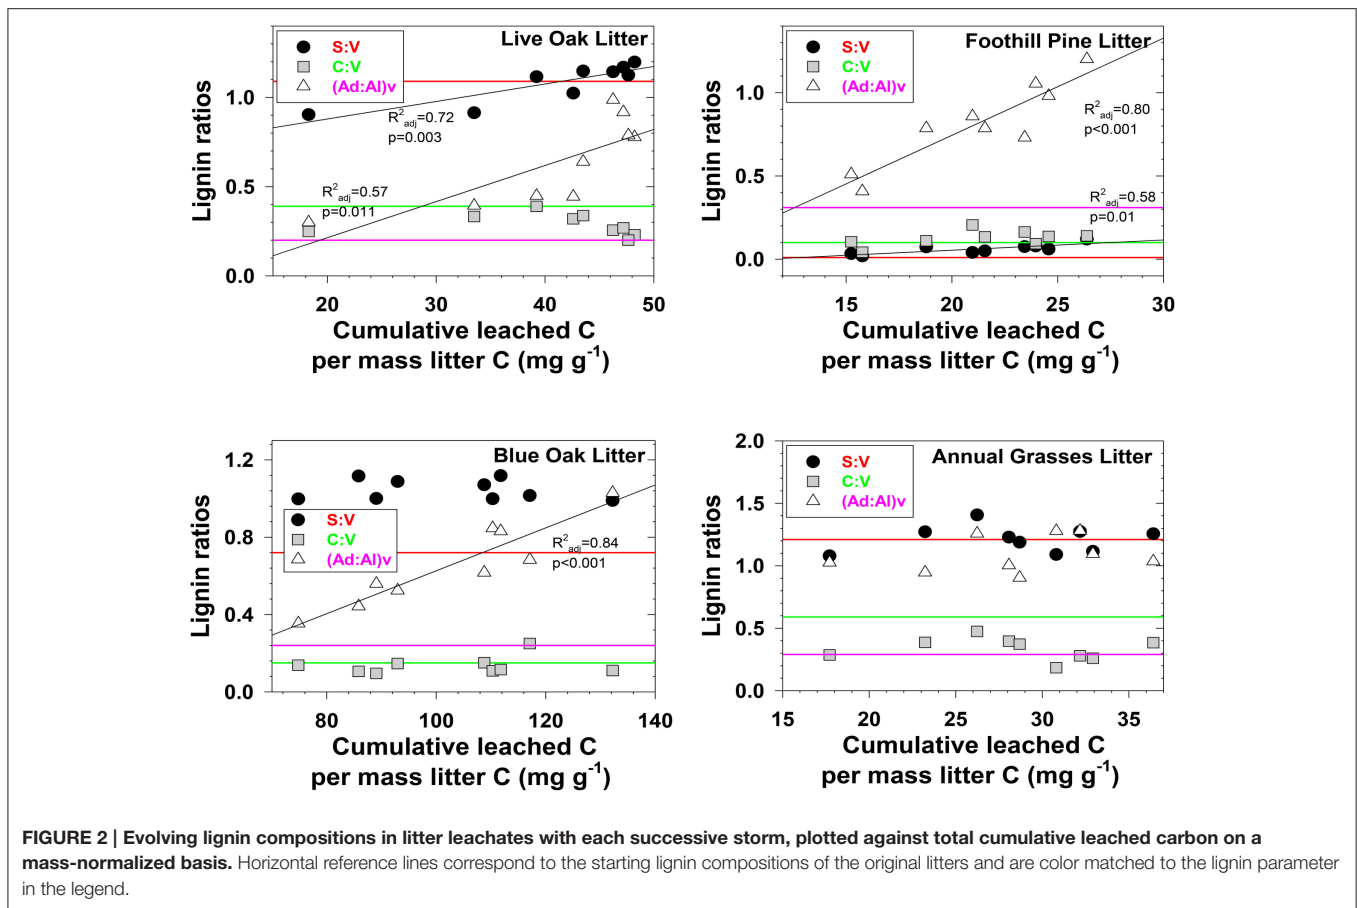 Live Oak Litter
S:V
C:V
(Ad:Al)v
Lignin ratios
1.0
0.5
0.0
R²adj=0.72
p=0.003
R²adj=0.57
p=0.011
20 30 40 50
Cumulative leached C
per mass litter C (mg g-1)
Foothill Pine Litter
S:V
C:V
(Ad:Al)v
Lignin ratios
1.0
0.5
0.0
R²adj=0.80
p<0.001
R²adj=0.58
p=0.01
15 20 25 30
Cumulative leached C
per mass litter C (mg g-1)
Blue Oak Litter
S:V
C:V
(Ad:Al)v
Lignin ratios
1.2
0.8
0.4
0.0
R²adj=0.84
p<0.001
80 100 120 140
Cumulative leached C
per mass litter C (mg g-1)
Annual Grasses Litter
S:V
C:V
(Ad:Al)v
Lignin ratios
2.0
1.5
1.0
0.5
0.0
15 20 25 30 35
Cumulative leached C
per mass litter C (mg g-1)
FIGURE 2 | Evolving lignin compositions in litter leachates with each successive storm, plotted against total cumulative leached carbon on a
mass-normalized basis. Horizontal reference lines correspond to the starting lignin compositions of the original litters and are color matched to the lignin parameter
in the legend.